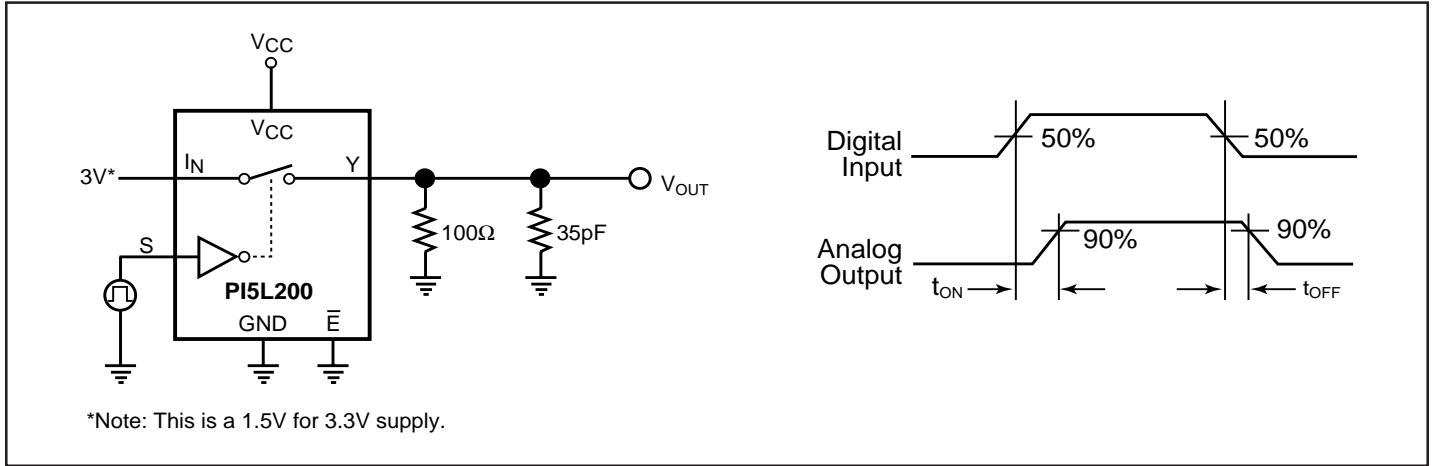 VCC
VCC
IN
Y
3V*
VOUT
100Ω
35pF
S
PI5L200
GND
E̅
*Note: This is a 1.5V for 3.3V supply.
Digital
Input
50%
50%
Analog
Output
90%
90%
tON
tOFF